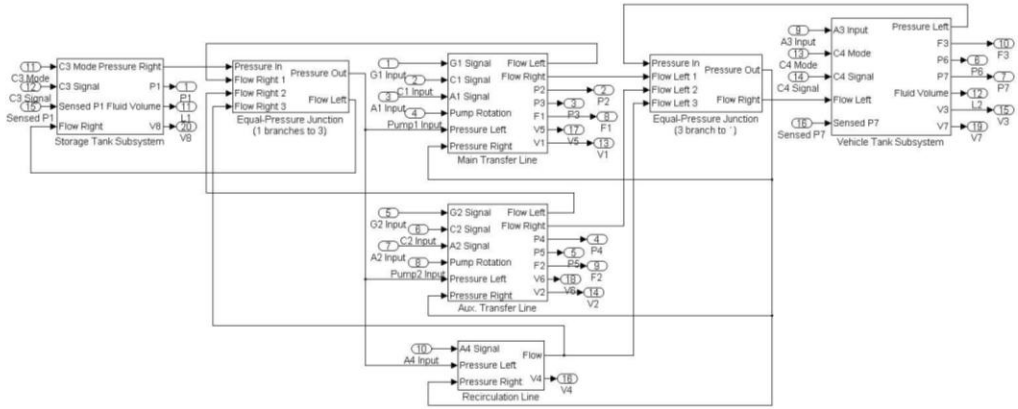 11
C3 Mode
12
C3 Signal
15
Sensed P1
C3 Mode Pressure Right
C3 Signal P1
Sensed P1 Fluid Volume
Flow Right V8
Storage Tank Subsystem
1
P1
11
L1
20
V8
Pressure In
Flow Right 1
Flow Right 2
Flow Right 3
Pressure Out
Flow Left
Equal-Pressure Junction
(1 branches to 3)
1
G1 Input
2
C1 Input
3
A1 Input
4
Pump1 Input
G1 Signal
C1 Signal
A1 Signal
Pump Rotation
Pressure Left
Pressure Right
Flow Left
Flow Right
P2
P3
F1
V5
V1
Main Transfer Line
2
P2
3
P3
8
F1
17
V5
13
V1
Pressure In
Flow Left 1
Flow Left 2
Flow Left 3
Pressure Out
Flow Right
Equal-Pressure Junction
(3 branch to `)
9
A3 Input
13
C4 Mode
14
C4 Signal
16
Sensed P7
A3 Input
C4 Mode
C4 Signal
Flow Left
Sensed P7
Pressure Left
F3
P6
P7
Fluid Volume
V3
V7
Vehicle Tank Subsystem
10
F3
6
P6
7
P7
12
L2
15
V3
19
V7
5
G2 Input
6
C2 Input
7
A2 Input
8
Pump2 Input
G2 Signal
C2 Signal
A2 Signal
Pump Rotation
Pressure Left
Pressure Right
Flow Left
Flow Right
P4
P5
F2
V6
V2
Aux. Transfer Line
4
P4
5
P5
9
F2
18
V6
14
V2
10
A4 Input
A4 Signal
Pressure Left
Pressure Right
Flow
V4
Recirculation Line
16
V4